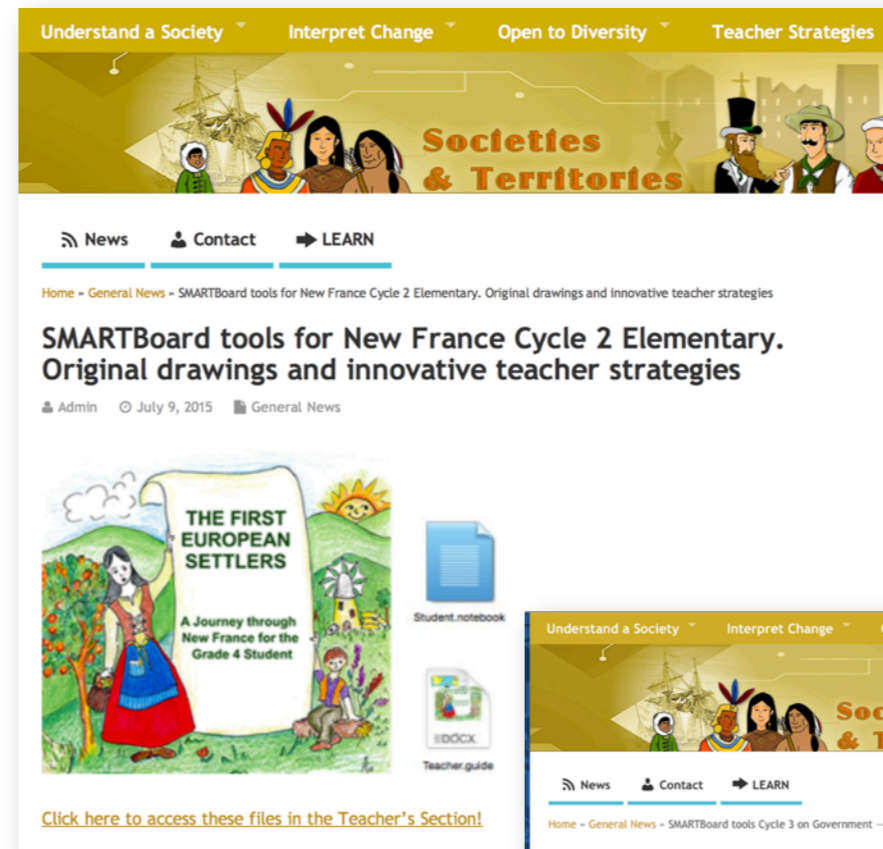 Understand a Society Interpret Change Open to Diversity Teacher Strategies
Societies
& Territories
News Contact LEARN
Home - General News - SMARTBoard tools for New France Cycle 2 Elementary. Original drawings and innovative teacher strategies
SMARTBoard tools for New France Cycle 2 Elementary.
Original drawings and innovative teacher strategies
Admin July 9, 2015 General News
THE FIRST
EUROPEAN
SETTLERS
A Journey through
New France for the
Grade 4 Student
Student.notebook
DOCX
Teacher.guide
Click here to access these files in the Teacher's Section!
Understand a Society Interpret Change
Soc
& T
News Contact LEARN
Home - General News - SMARTBoard tools Cycle 3 on Government -